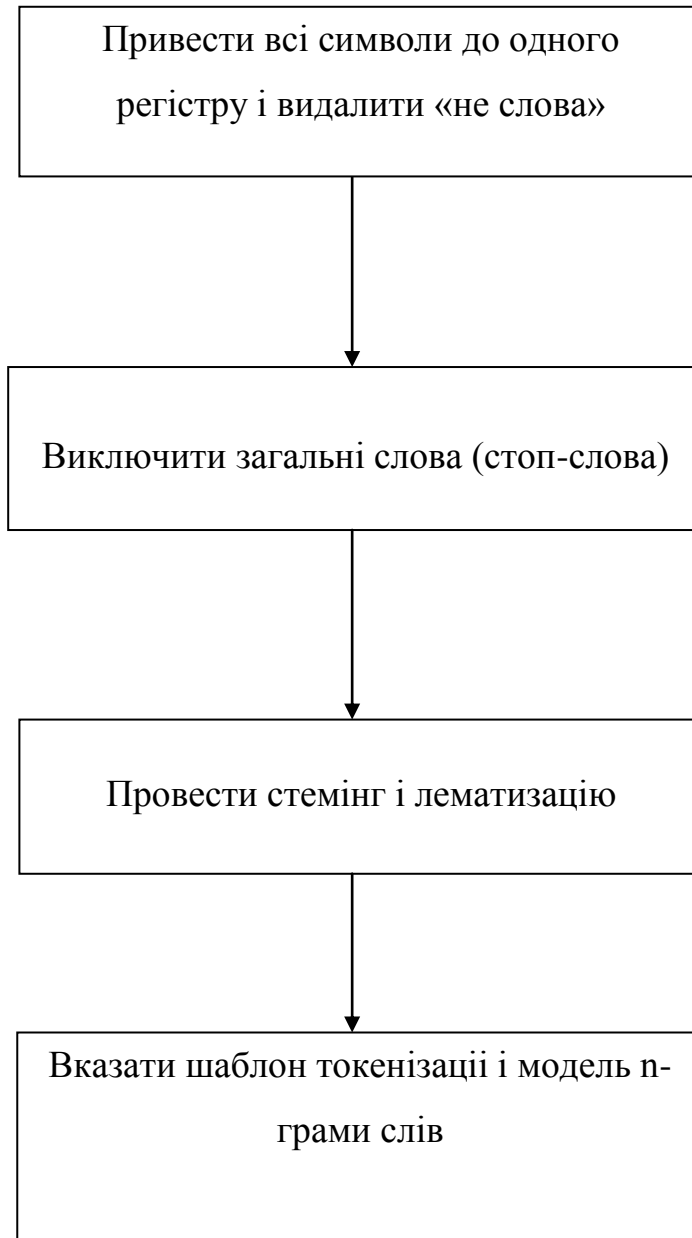 Привести всі символи до одного
регістру і видалити «не слова»
Виключити загальні слова (стоп-слова)
Провести стемінг і лематизацію
Вказати шаблон токенізаціі і модель n-
грами слів